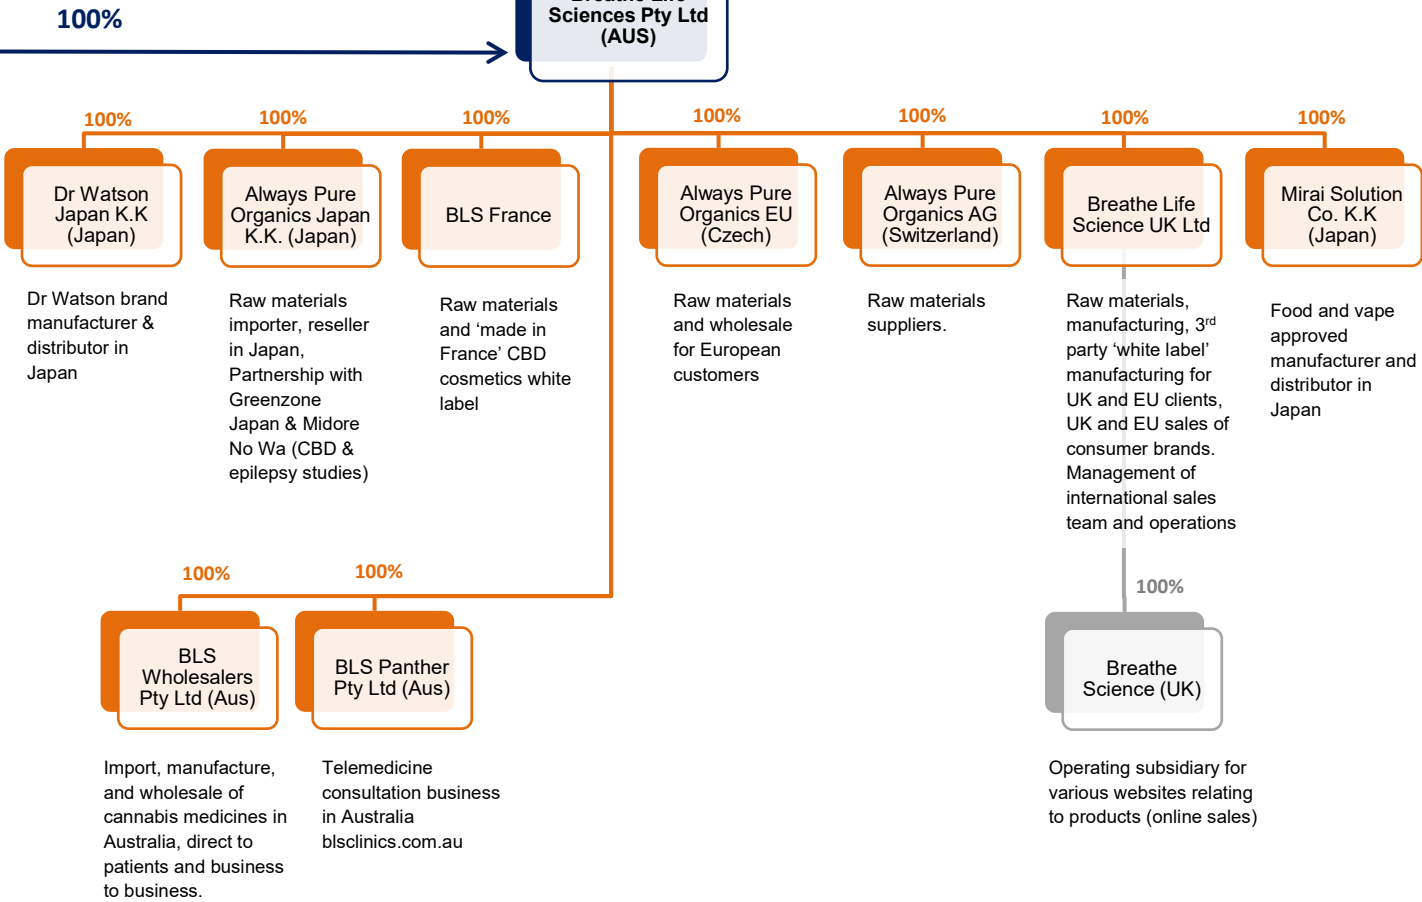 100%
Breathe Life
Sciences Pty Ltd
(AUS)
100%
100%
100%
100%
100%
100%
100%
Dr Watson
Japan K.K
(Japan)
Always Pure
Organics Japan
K.K. (Japan)
BLS France
Always Pure
Organics EU
(Czech)
Always Pure
Organics AG
(Switzerland)
Breathe Life
Science UK Ltd
Mirai Solution
Co. K.K
(Japan)
Dr Watson brand
manufacturer &
distributor in
Japan
Raw materials
importer, reseller
in Japan,
Partnership with
Greenzone
Japan & Midore
No Wa (CBD &
epilepsy studies)
Raw materials
and ‘made in
France’ CBD
cosmetics white
label
Raw materials
and wholesale
for European
customers
Raw materials
suppliers.
Raw materials,
manufacturing, 3rd
party ‘white label’
manufacturing for
UK and EU clients,
UK and EU sales of
consumer brands.
Management of
international sales
team and operations
Food and vape
approved
manufacturer and
distributor in
Japan
100%
100%
100%
BLS
Wholesalers
Pty Ltd (Aus)
BLS Panther
Pty Ltd (Aus)
Breathe
Science (UK)
Import, manufacture,
and wholesale of
cannabis medicines in
Australia, direct to
patients and business
to business.
Telemedicine
consultation business
in Australia
blsclinics.com.au
Operating subsidiary for
various websites relating
to products (online sales)